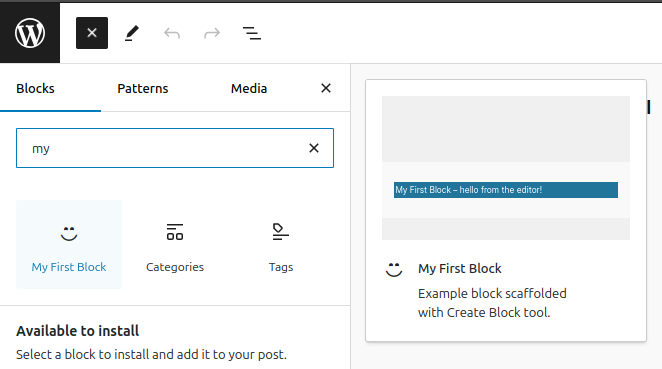 Blocks
Patterns
Media
my
My First Block
Categories
Tags
Available to install
Select a block to install and add it to your post.
My First Block – hello from the editor!
My First Block
Example block scaffolded
with Create Block tool.